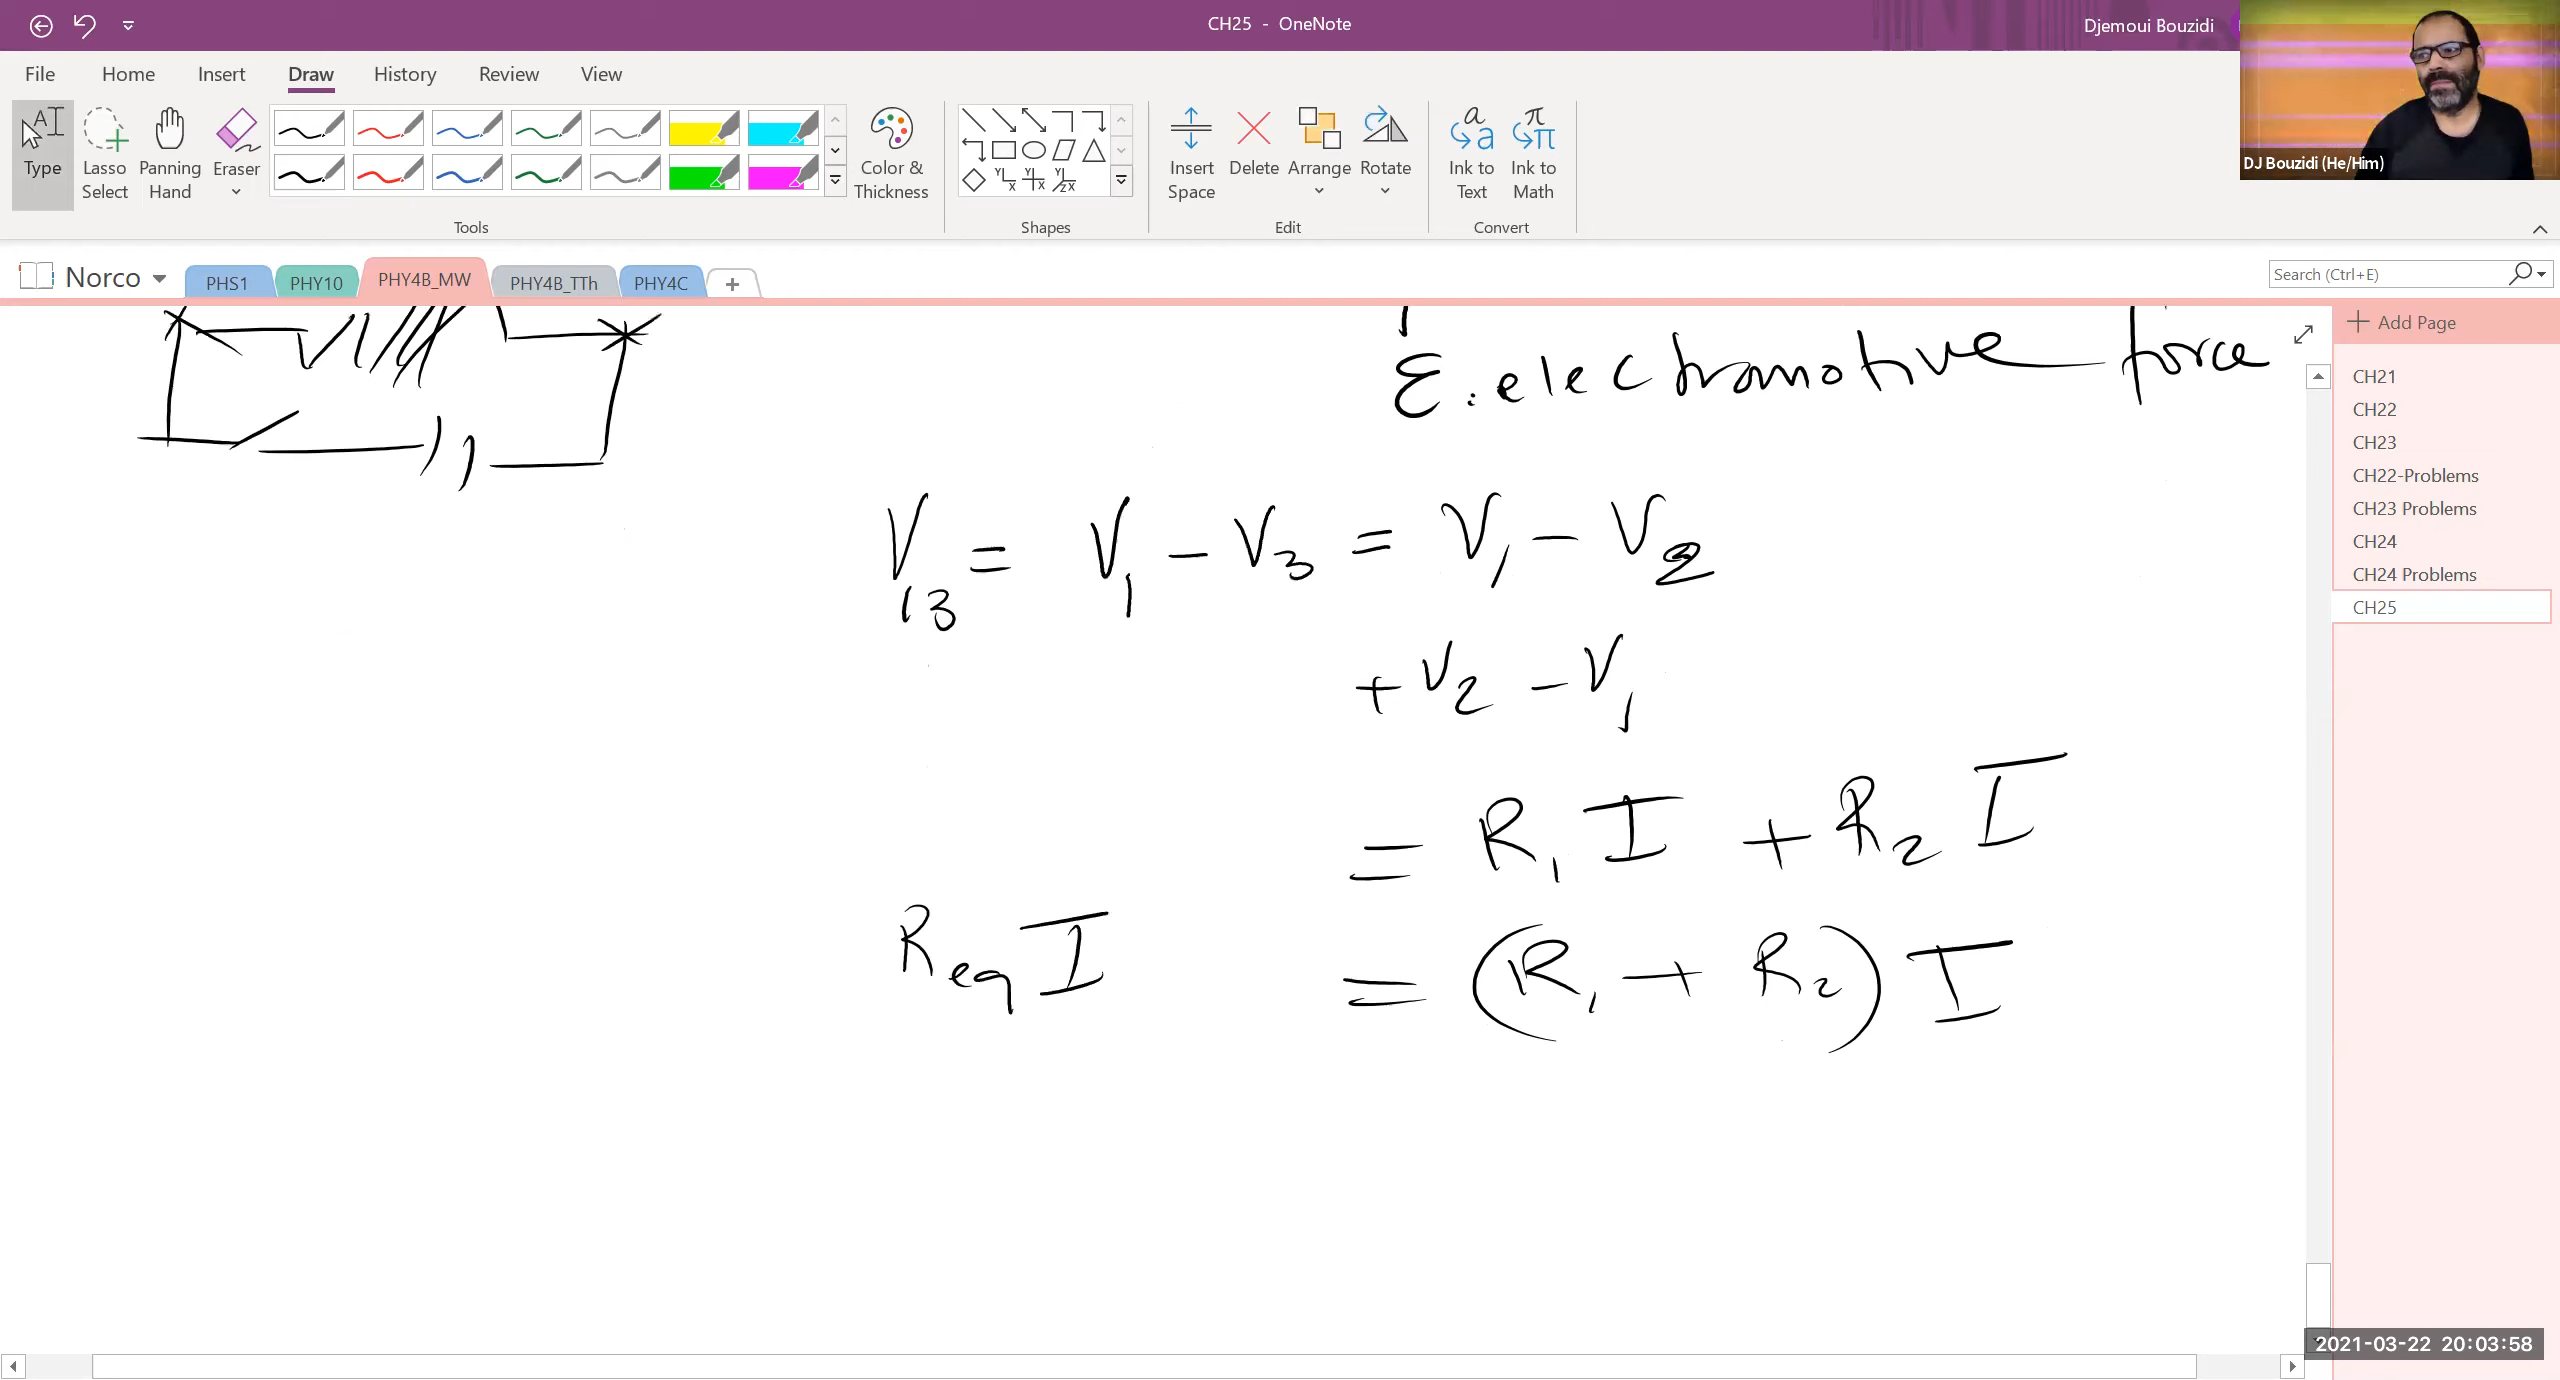 CH25 - OneNote
Djemoui Bouzidi
File Home Insert Draw History Review View
Type
Lasso Select
Panning Hand
Eraser
Color & Thickness
Insert Space
Delete
Arrange
Rotate
Ink to Text
Ink to Math
Tools Shapes Edit Convert
DJ Bouzidi (He/Him)
Norco PHS1 PHY10 PHY4B_MW PHY4B_TTh PHY4C +
Search (Ctrl+E)
Add Page
CH21
CH22
CH23
CH22-Problems
CH23 Problems
CH24
CH24 Problems
CH25
Ɛ: electromotive force
V₁₃ = V₁ - V₃ = V₁ - V₂
+ V₂ - V₁
= R₁ I + R₂ I
R_eq I = (R₁ + R₂) I
2021-03-22 20:03:58